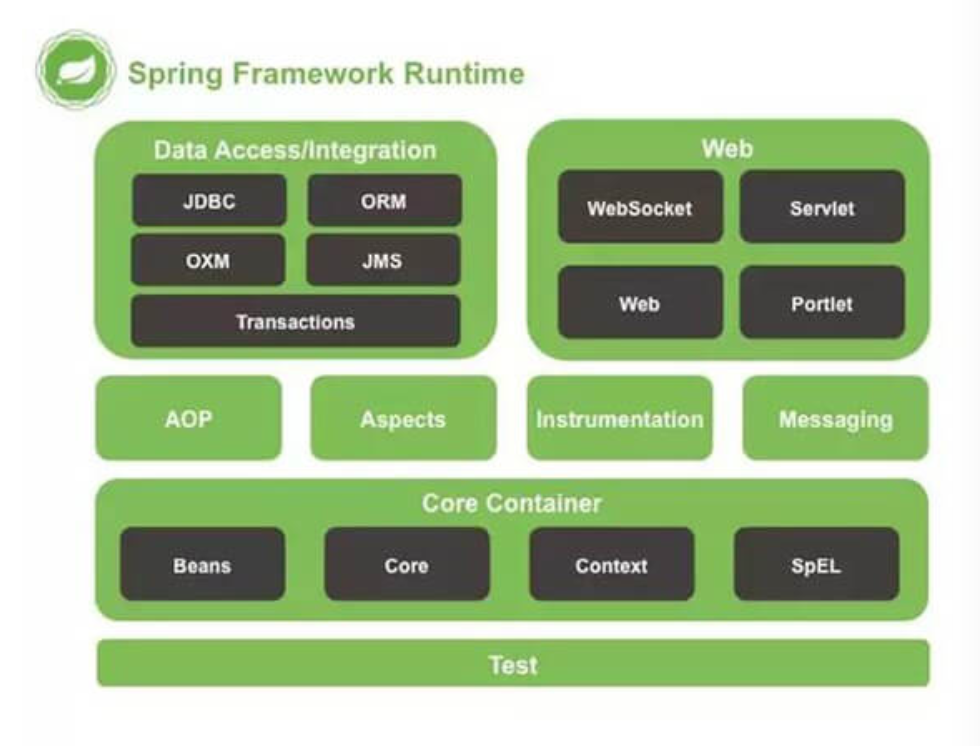 Spring Framework Runtime
Data Access/Integration
JDBC
ORM
OXM
JMS
Transactions
Web
WebSocket
Servlet
Web
Portlet
AOP
Aspects
Instrumentation
Messaging
Core Container
Beans
Core
Context
SpEL
Test